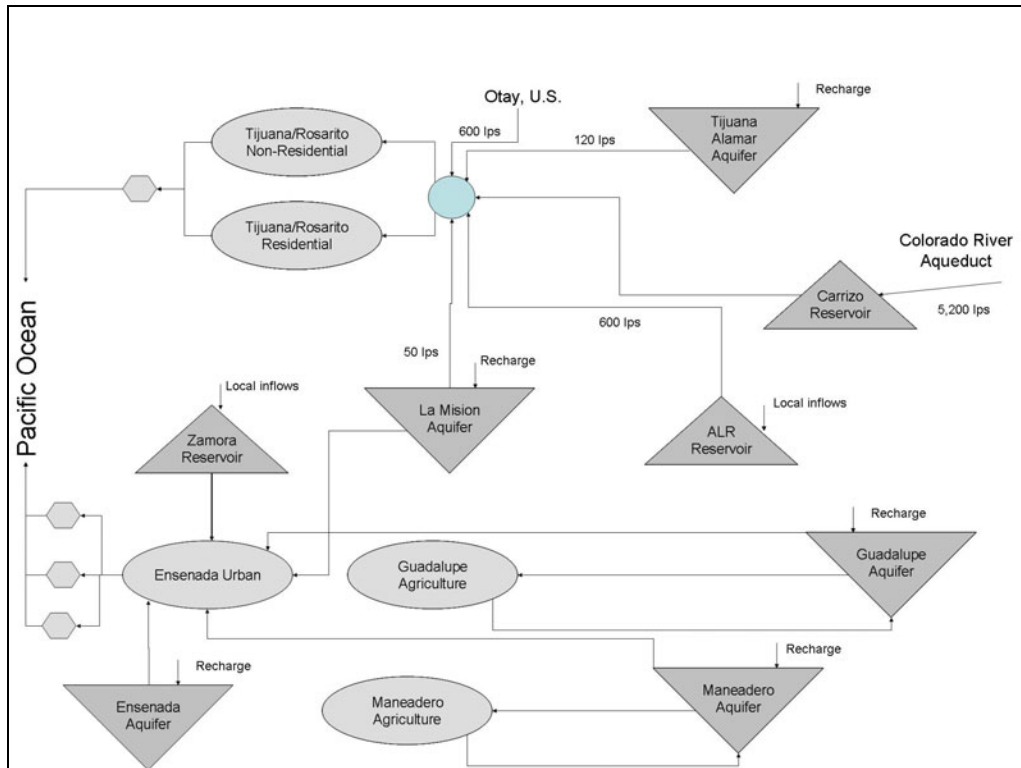 Recharge
Otay, U.S.
Tijuana
Alamar
Aquifer
600 lps
120 lps
Tijuana/Rosarito
Non-Residential
Tijuana/Rosarito
Residential
Colorado River
Aqueduct
Carrizo
Reservoir
5,200 lps
600 lps
50 lps
Recharge
Pacific Ocean
Local inflows
La Mision
Aquifer
Local inflows
Zamora
Reservoir
ALR
Reservoir
Recharge
Ensenada Urban
Guadalupe
Agriculture
Guadalupe
Aquifer
Recharge
Recharge
Ensenada
Aquifer
Maneadero
Agriculture
Maneadero
Aquifer